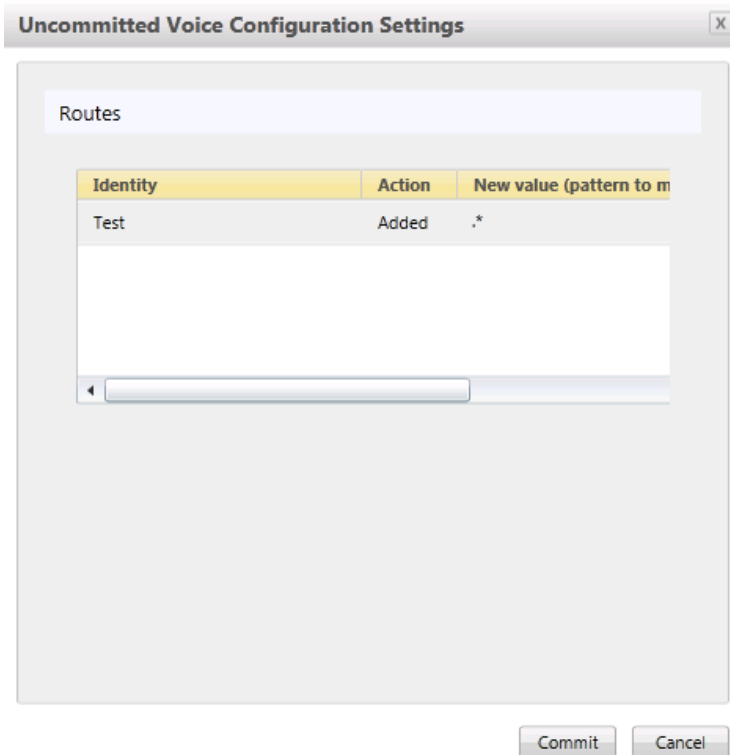 Uncommitted Voice Configuration Settings X
Routes
Identity Action New value (pattern to m
Test Added .*
Commit Cancel